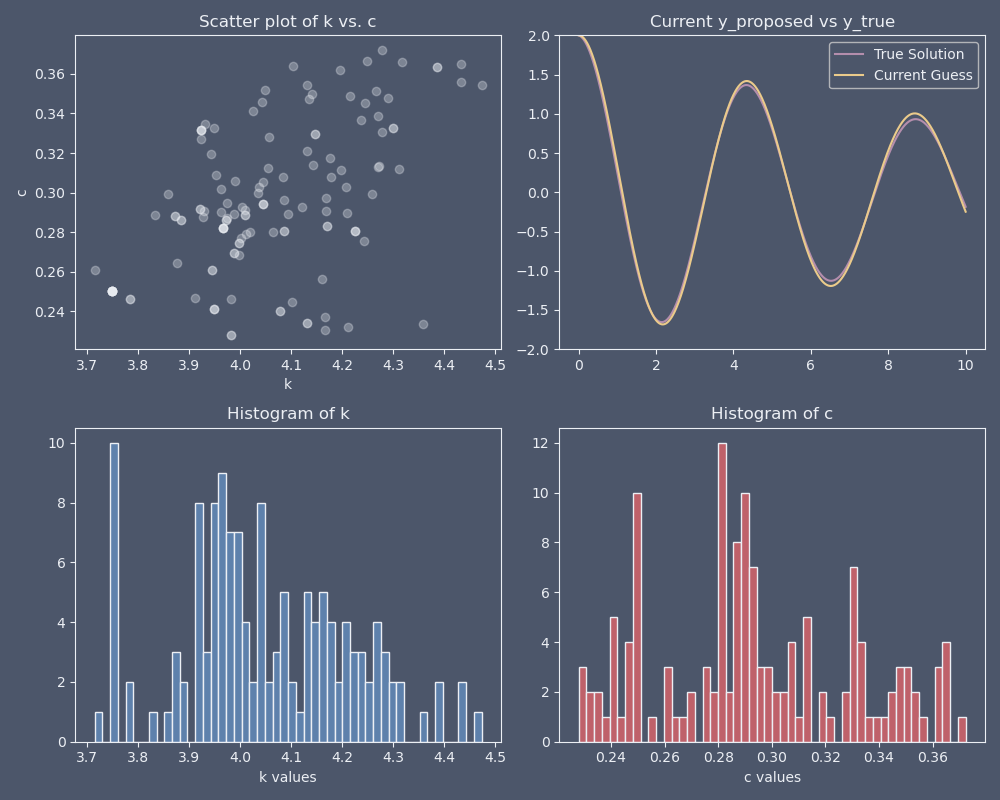 Scatter plot of k vs. c
c
0.36
0.34
0.32
0.30
0.28
0.26
0.24
3.7 3.8 3.9 4.0 4.1 4.2 4.3 4.4 4.5
k
Current y_proposed vs y_true
True Solution
Current Guess
2.0
1.5
1.0
0.5
0.0
−0.5
−1.0
−1.5
−2.0
0 2 4 6 8 10
Histogram of k
10
8
6
4
2
0
3.7 3.8 3.9 4.0 4.1 4.2 4.3 4.4 4.5
k values
Histogram of c
12
10
8
6
4
2
0
0.24 0.26 0.28 0.30 0.32 0.34 0.36
c values